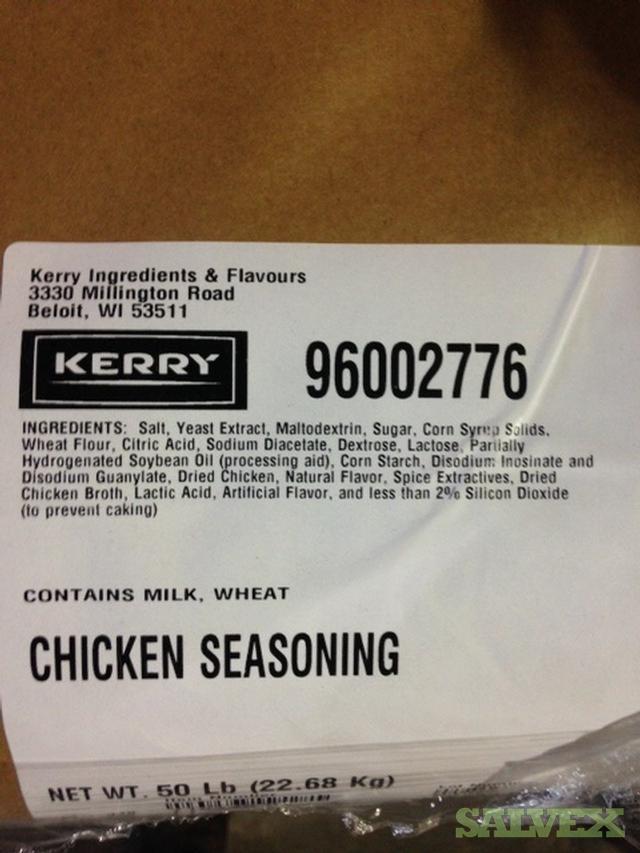 Kerry Ingredients & Flavours
3330 Millington Road
Beloit, WI 53511
KERRY
96002776
INGREDIENTS: Salt, Yeast Extract, Maltodextrin, Sugar, Corn Syrup Solids,
Wheat Flour, Citric Acid, Sodium Diacetate, Dextrose, Lactose, Partially
Hydrogenated Soybean Oil (processing aid), Corn Starch, Disodium Inosinate and
Disodium Guanylate, Dried Chicken, Natural Flavor, Spice Extractives, Dried
Chicken Broth, Lactic Acid, Artificial Flavor, and less than 2% Silicon Dioxide
(to prevent caking)
CONTAINS MILK, WHEAT
CHICKEN SEASONING
NET WT. 50 Lb (22.68 Kg)
SALVEX